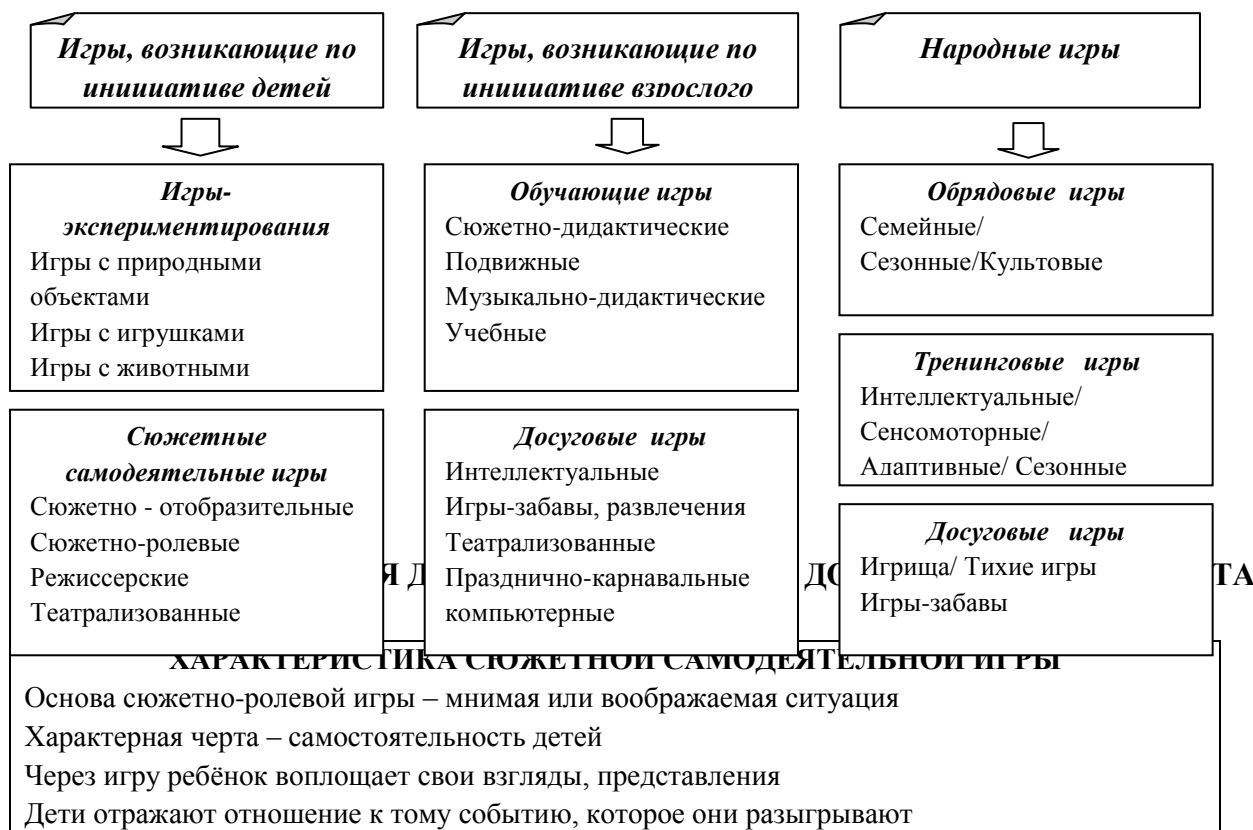 Игры, возникающие по
инициативе детей
Игры-
экспериментирования
Игры с природными
объектами
Игры с игрушками
Игры с животными
Сюжетные
самодеятельные игры
Сюжетно - отобразительные
Сюжетно-ролевые
Режиссерские
Театрализованные
Игры, возникающие по
инициативе взрослого
Обучающие игры
Сюжетно-дидактические
Подвижные
Музыкально-дидактические
Учебные
Досуговые игры
Интеллектуальные
Игры-забавы, развлечения
Театрализованные
Празднично-карнавальные
компьютерные
Народные игры
Обрядовые игры
Семейные/
Сезонные/Культовые
Тренинговые игры
Интеллектуальные/
Сенсомоторные/
Адаптивные/ Сезонные
Досуговые игры
Игрища/ Тихие игры
Игры-забавы
ХАРАКТЕРИСТИКА СЮЖЕТНОЙ САМОДЕЯТЕЛЬНОЙ ИГРЫ
Основа сюжетно-ролевой игры – мнимая или воображаемая ситуация
Характерная черта – самостоятельность детей
Через игру ребёнок воплощает свои взгляды, представления
Дети отражают отношение к тому событию, которое они разыгрывают